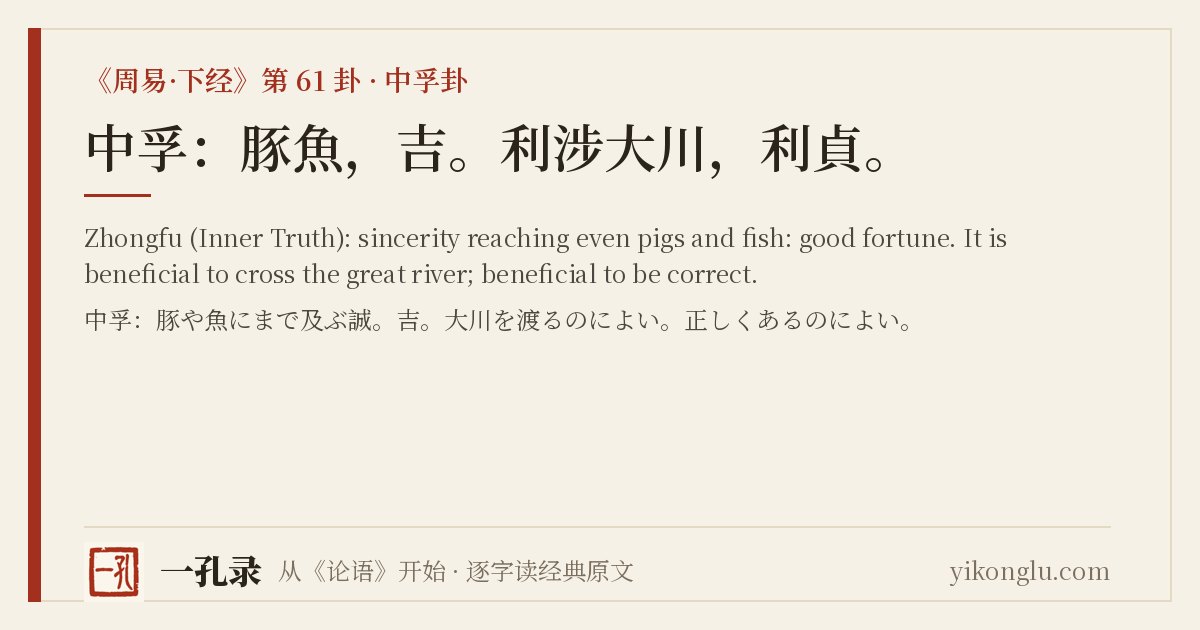 《周易·下经》第 61 卦 · 中孚卦
中孚：豚魚，吉。利涉大川，利貞。
Zhongfu (Inner Truth): sincerity reaching even pigs and fish: good fortune. It is
beneficial to cross the great river; beneficial to be correct.
中孚：豚や魚にまで及ぶ誠。吉。大川を渡るのによい。正しくあるのによい。
一孔
一孔录 从《论语》开始 · 逐字读经典原文 yikonglu.com